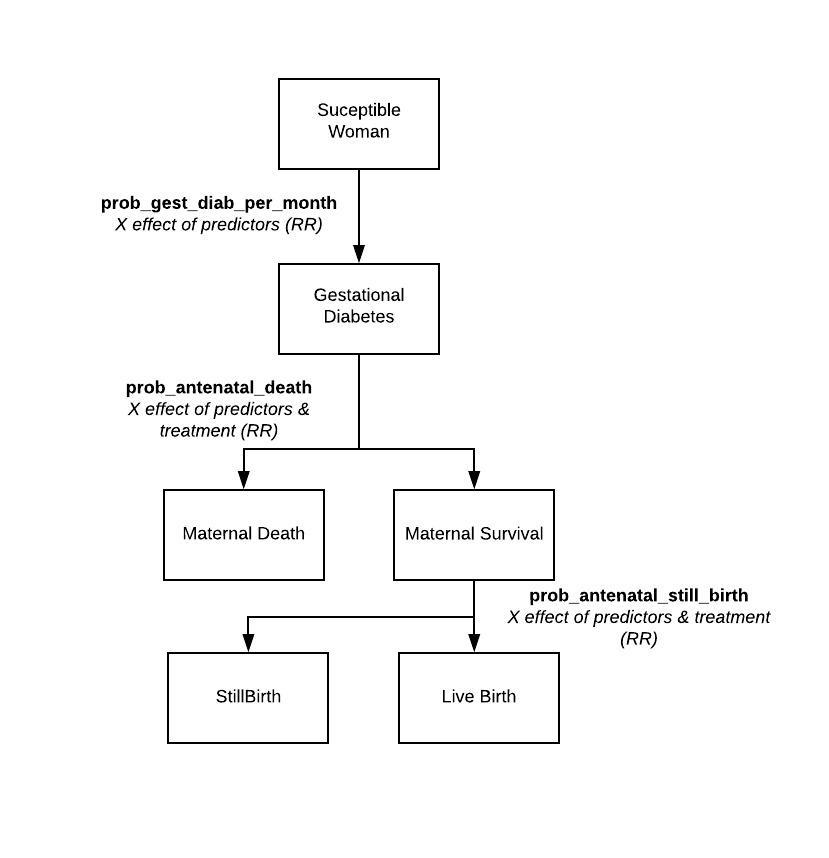 Suceptible
Woman
prob_gest_diab_per_month
X effect of predictors (RR)
Gestational
Diabetes
prob_antenatal_death
X effect of predictors &
treatment (RR)
Maternal Death
Maternal Survival
prob_antenatal_still_birth
X effect of predictors & treatment
(RR)
StillBirth
Live Birth